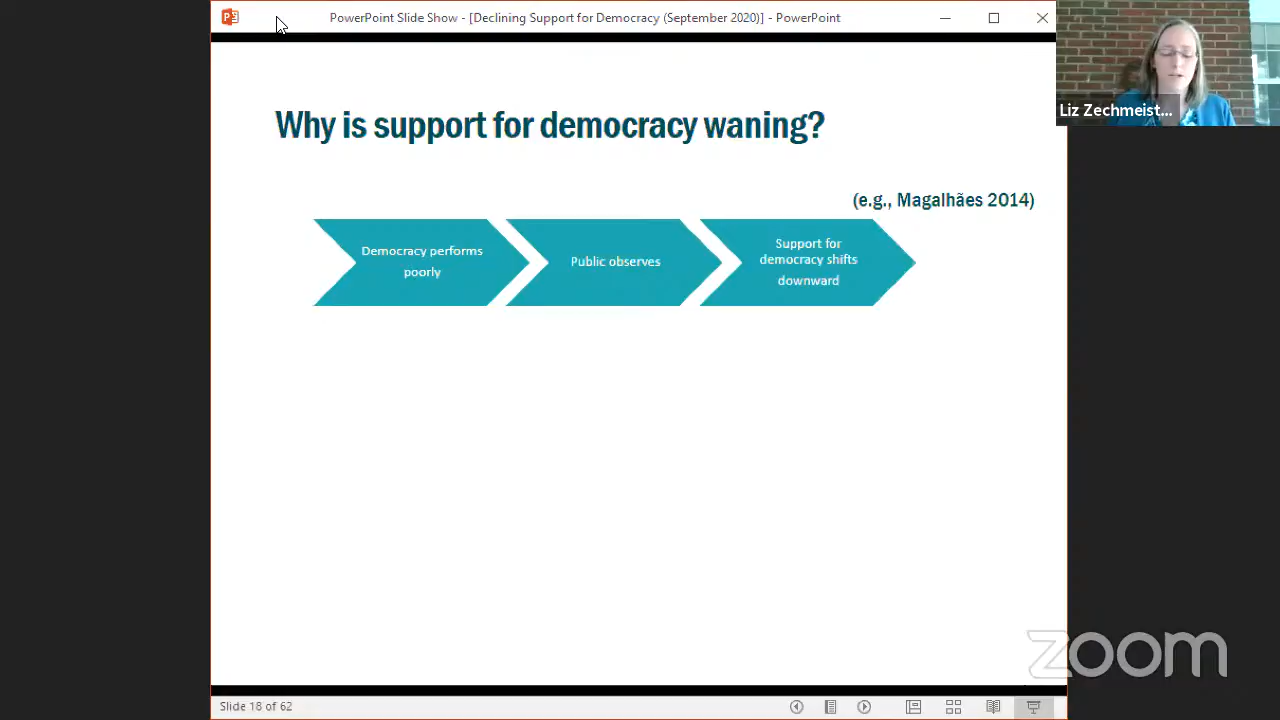 PowerPoint Slide Show - [Declining Support for Democracy (September 2020)] - PowerPoint
Liz Zechmeist...
Why is support for democracy waning?
(e.g., Magalhães 2014)
Democracy performs
poorly
Public observes
Support for
democracy shifts
downward
zoom
Slide 18 of 62